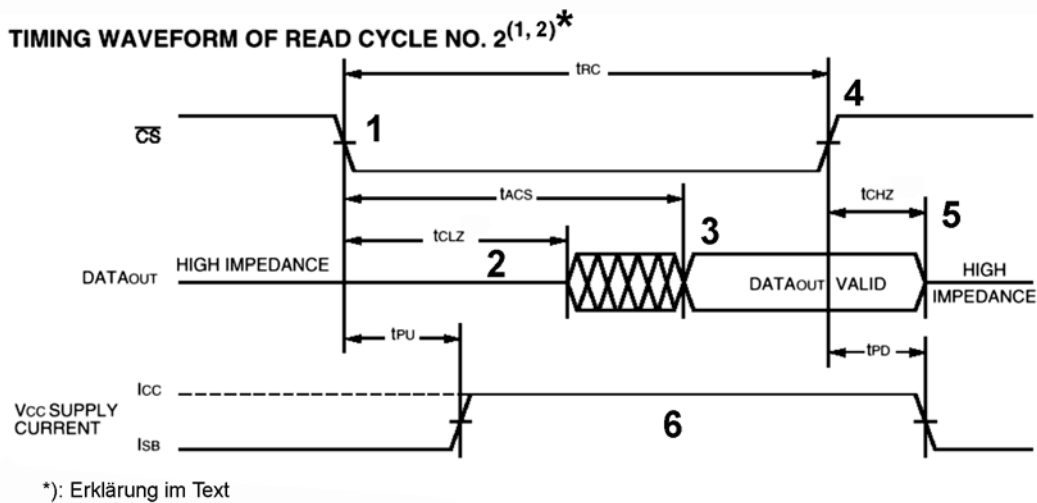 TIMING WAVEFORM OF READ CYCLE NO. 2(1, 2)*
tRC
4
CS
1
tACS
tCHZ
5
tCLZ
3
DATAOUT
HIGH IMPEDANCE
2
DATAOUT VALID
HIGH
IMPEDANCE
tPU
tPD
ICC
VCC SUPPLY
CURRENT
6
ISB
*): Erklärung im Text